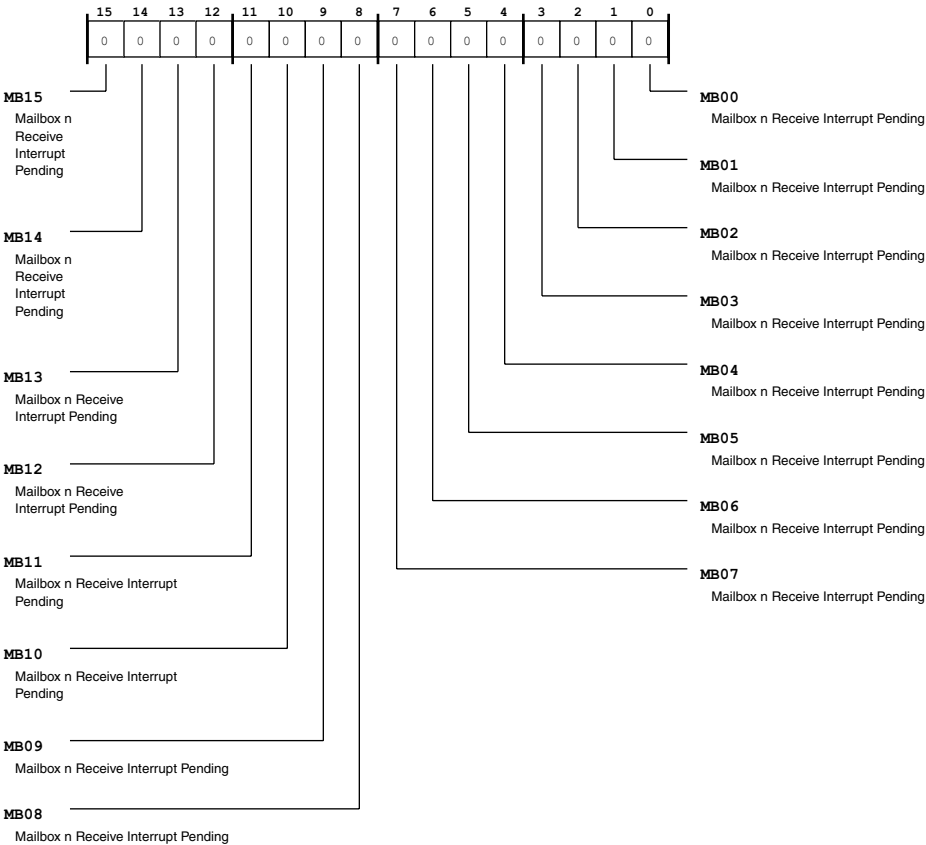 15 14 13 12 11 10 9 8 7 6 5 4 3 2 1 0
0 0 0 0 0 0 0 0 0 0 0 0 0 0 0 0
MB15
Mailbox n
Receive
Interrupt
Pending
MB14
Mailbox n
Receive
Interrupt
Pending
MB13
Mailbox n Receive
Interrupt Pending
MB12
Mailbox n Receive
Interrupt Pending
MB11
Mailbox n Receive Interrupt
Pending
MB10
Mailbox n Receive Interrupt
Pending
MB09
Mailbox n Receive Interrupt Pending
MB08
Mailbox n Receive Interrupt Pending
MB00
Mailbox n Receive Interrupt Pending
MB01
Mailbox n Receive Interrupt Pending
MB02
Mailbox n Receive Interrupt Pending
MB03
Mailbox n Receive Interrupt Pending
MB04
Mailbox n Receive Interrupt Pending
MB05
Mailbox n Receive Interrupt Pending
MB06
Mailbox n Receive Interrupt Pending
MB07
Mailbox n Receive Interrupt Pending